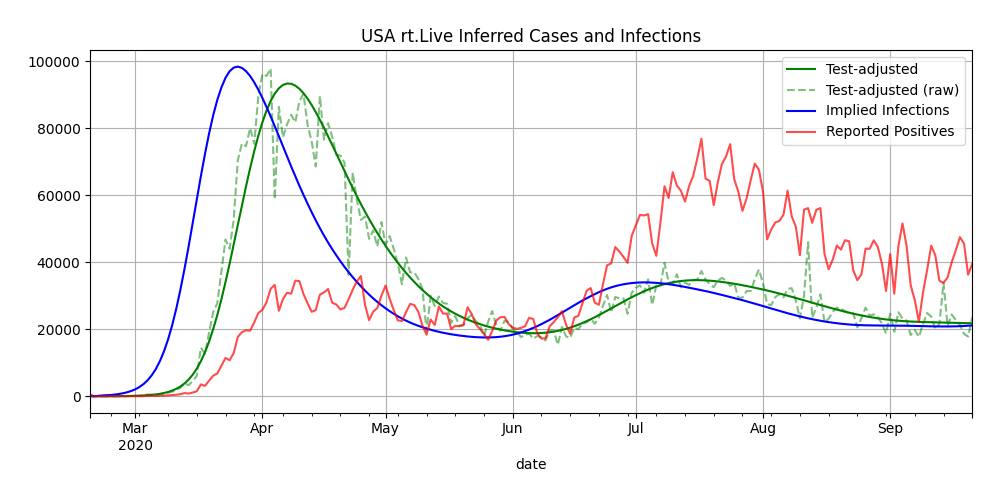 USA rt.Live Inferred Cases and Infections
100000
80000
60000
40000
20000
0
Test-adjusted
Test-adjusted (raw)
Implied Infections
Reported Positives
Mar
2020
Apr
May
Jun
Jul
Aug
Sep
date